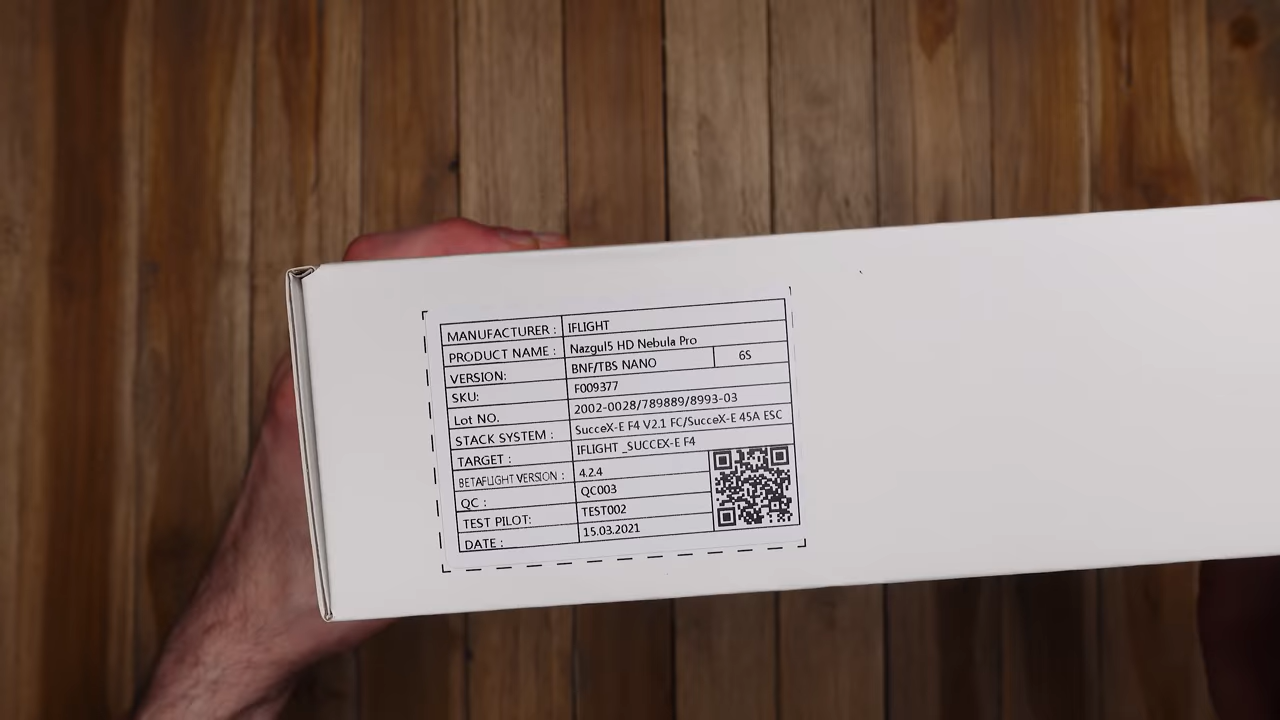 MANUFACTURER : IFLIGHT
PRODUCT NAME : Nazgul5 HD Nebula Pro
VERSION: BNF/TBS NANO 6S
SKU: F009377
Lot NO. 2002-0028/789889/8993-03
STACK SYSTEM : SucceX-E F4 V2.1 FC/SucceX-E 45A ESC
TARGET : IFLIGHT _SUCCEX-E F4
BETAFLIGHT VERSION : 4.2.4
QC : QC003
TEST PILOT: TEST002
DATE : 15.03.2021